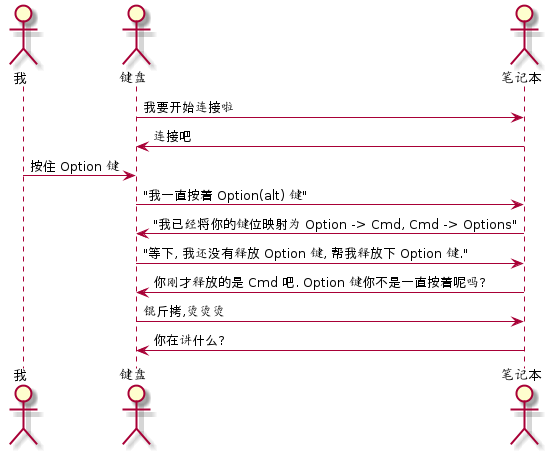 我 键盘 笔记本
我要开始连接啦
连接吧
按住 Option 键
"我一直按着 Option(alt) 键"
"我已经将你的键位映射为 Option -> Cmd, Cmd -> Options"
"等下, 我还没有释放 Option 键, 帮我释放下 Option 键."
你刚才释放的是 Cmd 吧. Option 键你不是一直按着呢吗?
锟斤拷,烫烫烫
你在讲什么?
我 键盘 笔记本